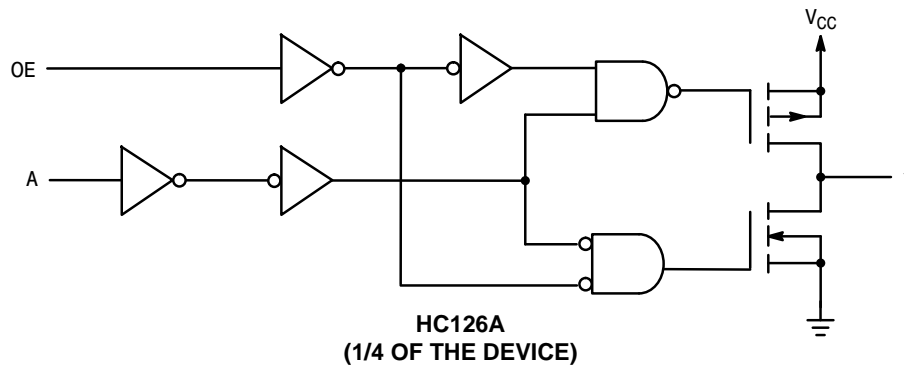 V_CC
OE
A
HC126A
(1/4 OF THE DEVICE)